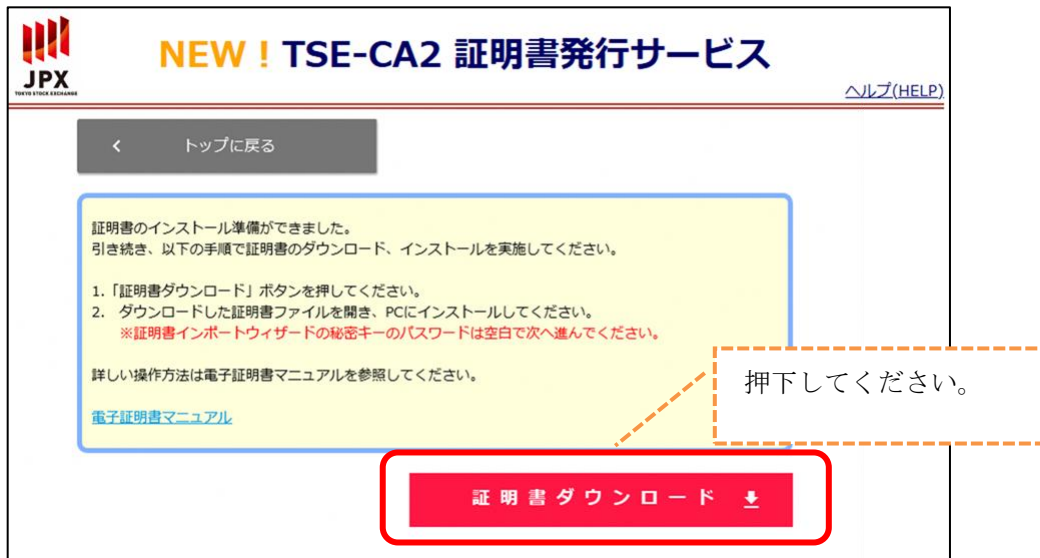 JPX
TOKYO STOCK EXCHANGE
NEW！TSE-CA2 証明書発行サービス
ヘルプ(HELP)
< トップに戻る
証明書のインストール準備ができました。
引き続き、以下の手順で証明書のダウンロード、インストールを実施してください。
1.「証明書ダウンロード」ボタンを押してください。
2. ダウンロードした証明書ファイルを開き、PCにインストールしてください。
※証明書インポートウィザードの秘密キーのパスワードは空白で次へ進んでください。
詳しい操作方法は電子証明書マニュアルを参照してください。
電子証明書マニュアル
押下してください。
証明書ダウンロード